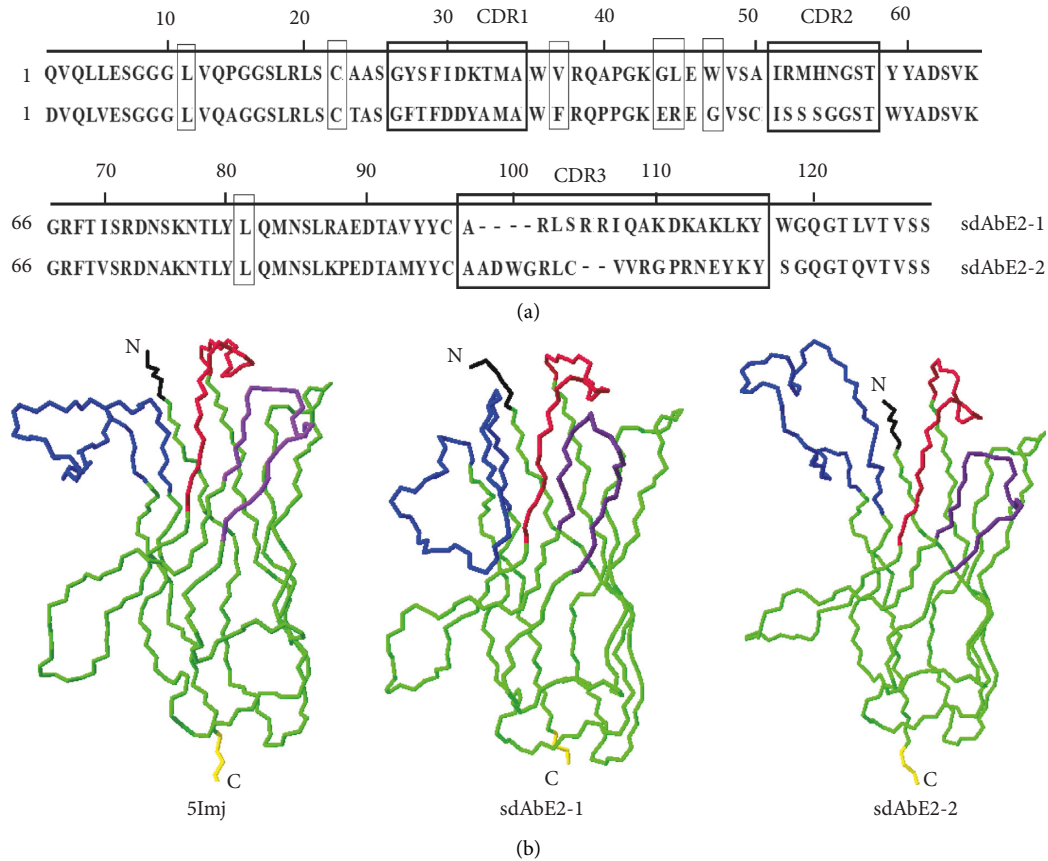 10 20 30 CDR1 40 50 CDR2 60
1 QVQLLESGGG L VQPGGSLRLS C AAS GYSFIDKTMA W V RQAPGK GL E W VSA IRMHNGST YYADSVK
1 DVQLVESGGG L VQAGGSLRLS C TAS GFTFDDYAMA W F RQPPGK ER E G VSC ISSSGGST WYADSVK
70 80 90 100 CDR3 110 120
66 GRFTISRDNSKNTLY L QMNSLRAEDTAVYYC A----RLSRRIQAKDKAKLKY WGQGTLVTVSS sdAbE2-1
66 GRFTVSRDNAKNTLY L QMNSLKPEDTAMYYC AADWGRLC--VVRGPRNEYKY SGQGTQVTVSS sdAbE2-2
(a)
N N N
C C C
5Imj sdAbE2-1 sdAbE2-2
(b)